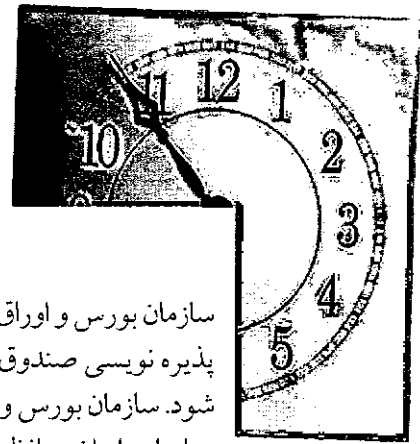 12
11
1
10
2
3
4
5
سازمان بورس و اوراق
پذیره نویسی صندوق
شود. سازمان بورس و